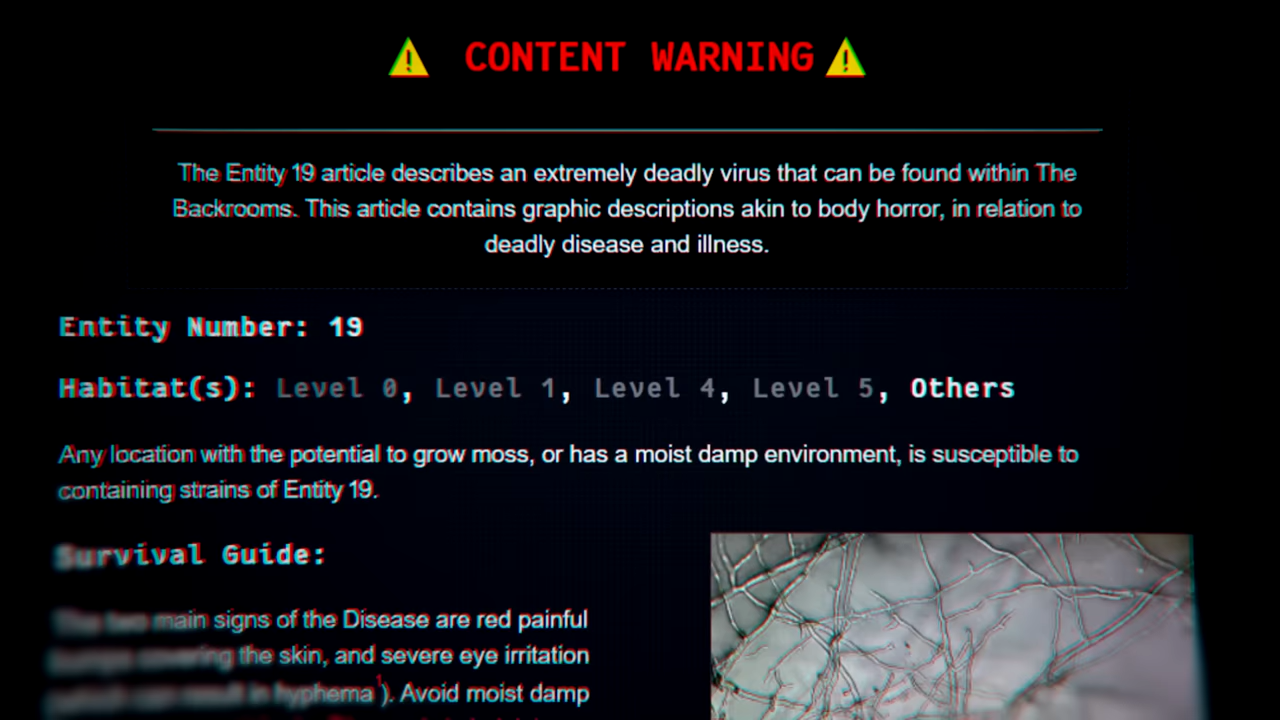 ⚠ CONTENT WARNING ⚠
The Entity 19 article describes an extremely deadly virus that can be found within The
Backrooms. This article contains graphic descriptions akin to body horror, in relation to
deadly disease and illness.
Entity Number: 19
Habitat(s): Level 0, Level 1, Level 4, Level 5, Others
Any location with the potential to grow moss, or has a moist damp environment, is susceptible to
containing strains of Entity 19.
Survival Guide:
The two main signs of the Disease are red painful
bumps covering the skin, and severe eye irritation
hyphema 1). Avoid moist damp